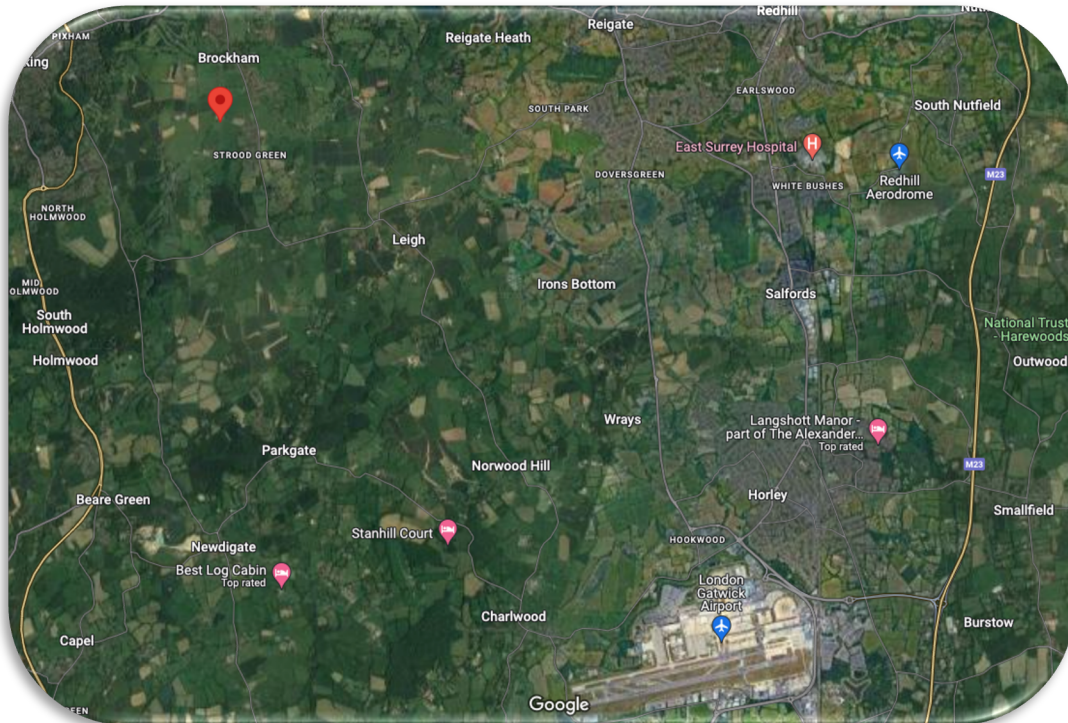 Redhill
Reigate
PIXHAM
Reigate Heath
Brockham
EARLSWOOD
South Nutfield
SOUTH PARK
East Surrey Hospital
H
STROOD GREEN
DOVERSGREEN
M23
WHITE BUSHES
Redhill
Aerodrome
NORTH
HOLMWOOD
Leigh
Irons Bottom
Salfords
MID
OLMWOOD
South
Holmwood
National Trust
- Harewoods
Holmwood
Outwood
Wrays
Langshott Manor -
part of The Alexander...
Top rated
Parkgate
Norwood Hill
M23
Beare Green
Horley
Smallfield
Stanhill Court
HOOKWOOD
Newdigate
Best Log Cabin
Top rated
London
Gatwick
Airport
Charlwood
Burstow
Capel
Google